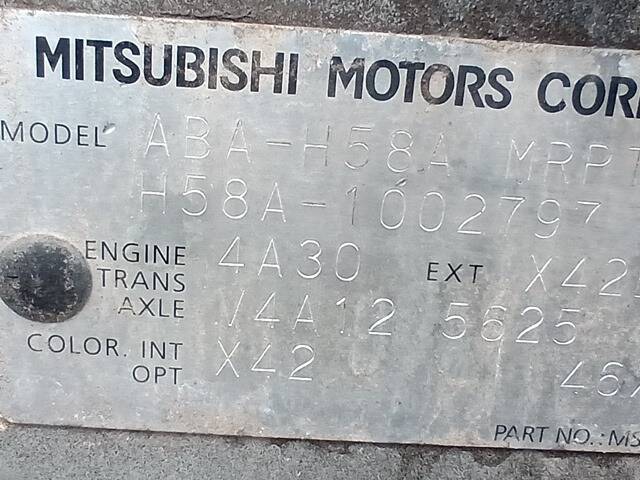 MITSUBISHI MOTORS COR
MODEL ABA-H58A MRPT
H58A-1002797
ENGINE 4A30 EXT X42
TRANS
AXLE V4A12 5625
COLOR. INT X42
OPT 46
PART NO.: MS